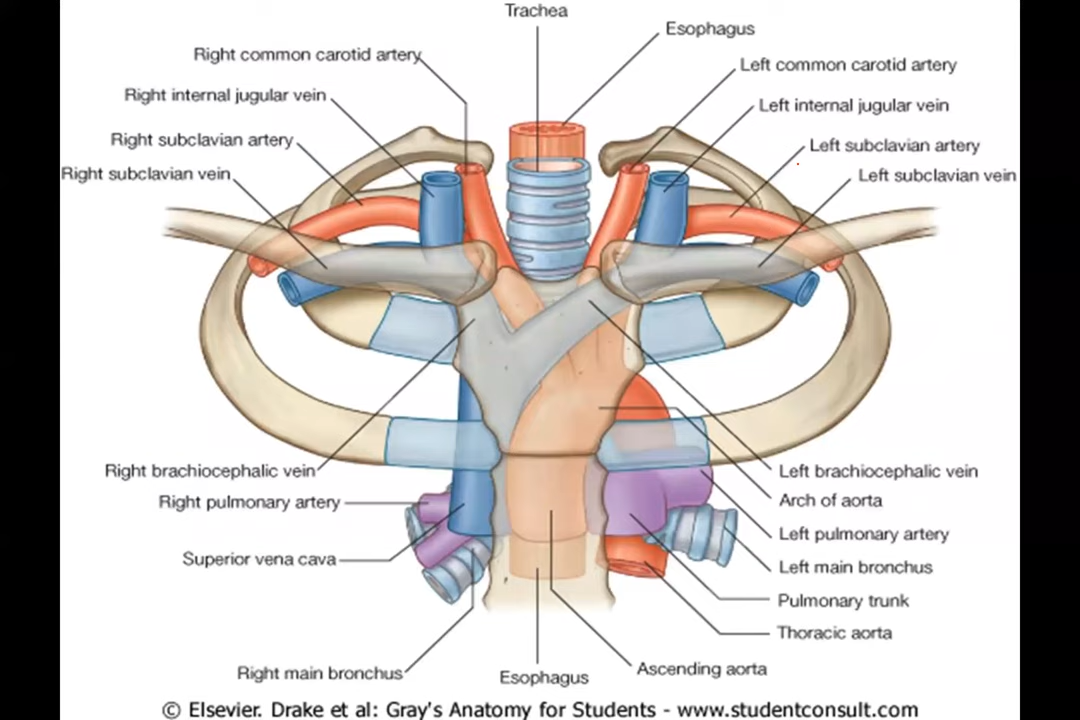 Trachea
Esophagus
Right common carotid artery
Left common carotid artery
Right internal jugular vein
Left internal jugular vein
Right subclavian artery
Left subclavian artery
Right subclavian vein
Left subclavian vein
Right brachiocephalic vein
Left brachiocephalic vein
Right pulmonary artery
Arch of aorta
Left pulmonary artery
Superior vena cava
Left main bronchus
Pulmonary trunk
Thoracic aorta
Right main bronchus
Esophagus
Ascending aorta
© Elsevier. Drake et al: Gray's Anatomy for Students - www.studentconsult.com